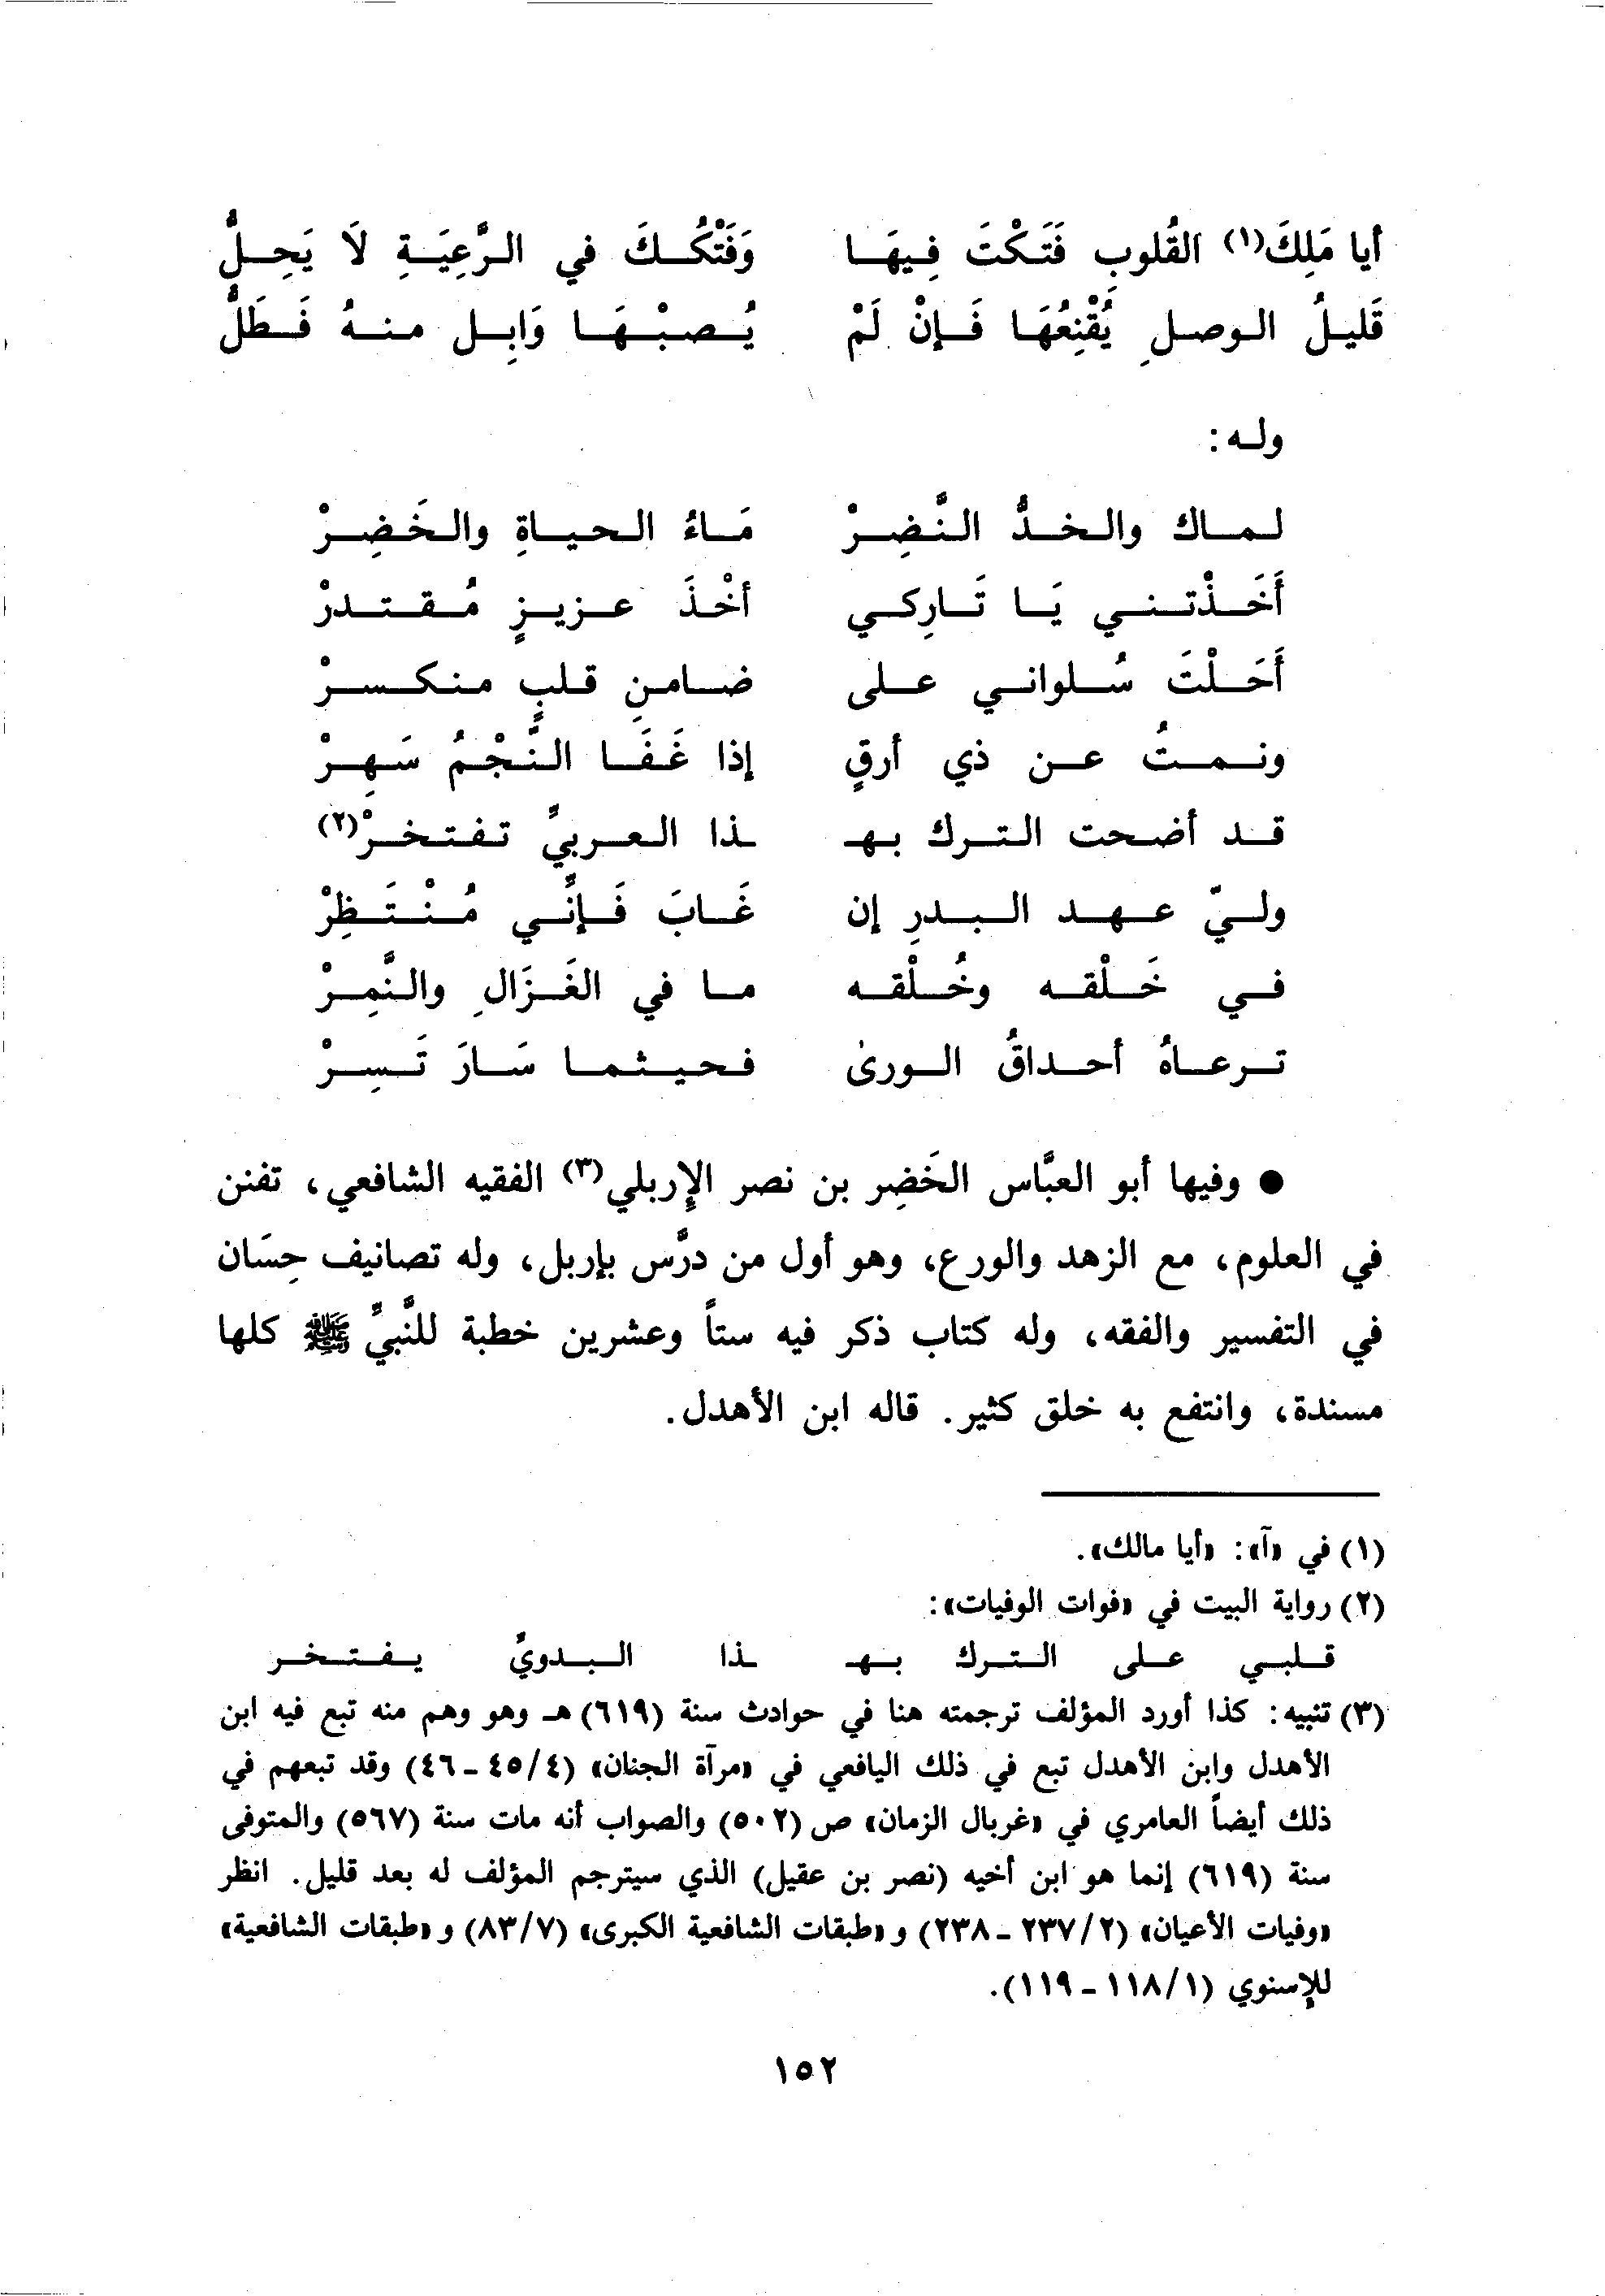 أيا مَلِكَ(١) القُلوبِ فَتَكْتَ فِيهَا وَفَتْكُكَ في الرَّعِيَةِ لاَ يَحِلُّ
قَليلُ الوصلِ يُقْنِعُهَا فَإنْ لَمْ يُصبْهَا وَابِل منهُ فَطَلُّ
وله :
لماك والخدُّ النَّضِرْ مَاءُ الحياةِ والخَضِرْ
أَخَذْتني يَا تَارِكي أخْذَ عزيزٍ مُقتدرْ
أَحَلْتَ سُلواني على ضامنِ قلبٍ منكسرْ
ونمتُ عن ذي أرقٍ إذا غَفَا النَّجْمُ سَهِرْ
قد أضحت الترك بهـ ـذا العربيِّ تفتخرْ(٢)
وليّ عهد البدرِ إن غَابَ فَإنِّي مُنْتَظِرْ
في خَلْقه وخُلْقه ما في الغَزَالِ والنَّمِرْ
ترعاهُ أحداقُ الورىٰ فحيثما سَارَ تَسِرْ
● وفيها أبو العبَّاس الخَضِر بن نصر الإربلي(٣) الفقيه الشافعي، تفنن
في العلوم، مع الزهد والورع، وهو أول من درَّس بإربل، وله تصانيف حِسَان
في التفسير والفقه، وله كتاب ذكر فيه ستاً وعشرين خطبة للنَّبيِّ ﷺ كلها
مسندة، وانتفع به خلق كثير. قاله ابن الأهدل.
(١) في «آ»: «أيا مالك».
(٢) رواية البيت في «فوات الوفيات»:
قلبي على الترك بهـ ـذا البدويِّ يفتخر
(٣) تنبيه: كذا أورد المؤلف ترجمته هنا في حوادث سنة (٦١٩) هـ وهو وهم منه تبع فيه ابن
الأهدل وابن الأهدل تبع في ذلك اليافعي في «مرآة الجنان» (٤/ ٤٥ ـ ٤٦) وقد تبعهم في
ذلك أيضاً العامري في «غربال الزمان» ص (٥٠٢) والصواب أنه مات سنة (٥٦٧) والمتوفى
سنة (٦١٩) إنما هو ابن أخيه (نصر بن عقيل) الذي سيترجم المؤلف له بعد قليل. انظر
«وفيات الأعيان» (٢/ ٢٣٧ ـ ٢٣٨) و «طبقات الشافعية الكبرى» (٧/ ٨٣) و «طبقات الشافعية»
للإسنوي (١/ ١١٨ ـ ١١٩).
١٥٢